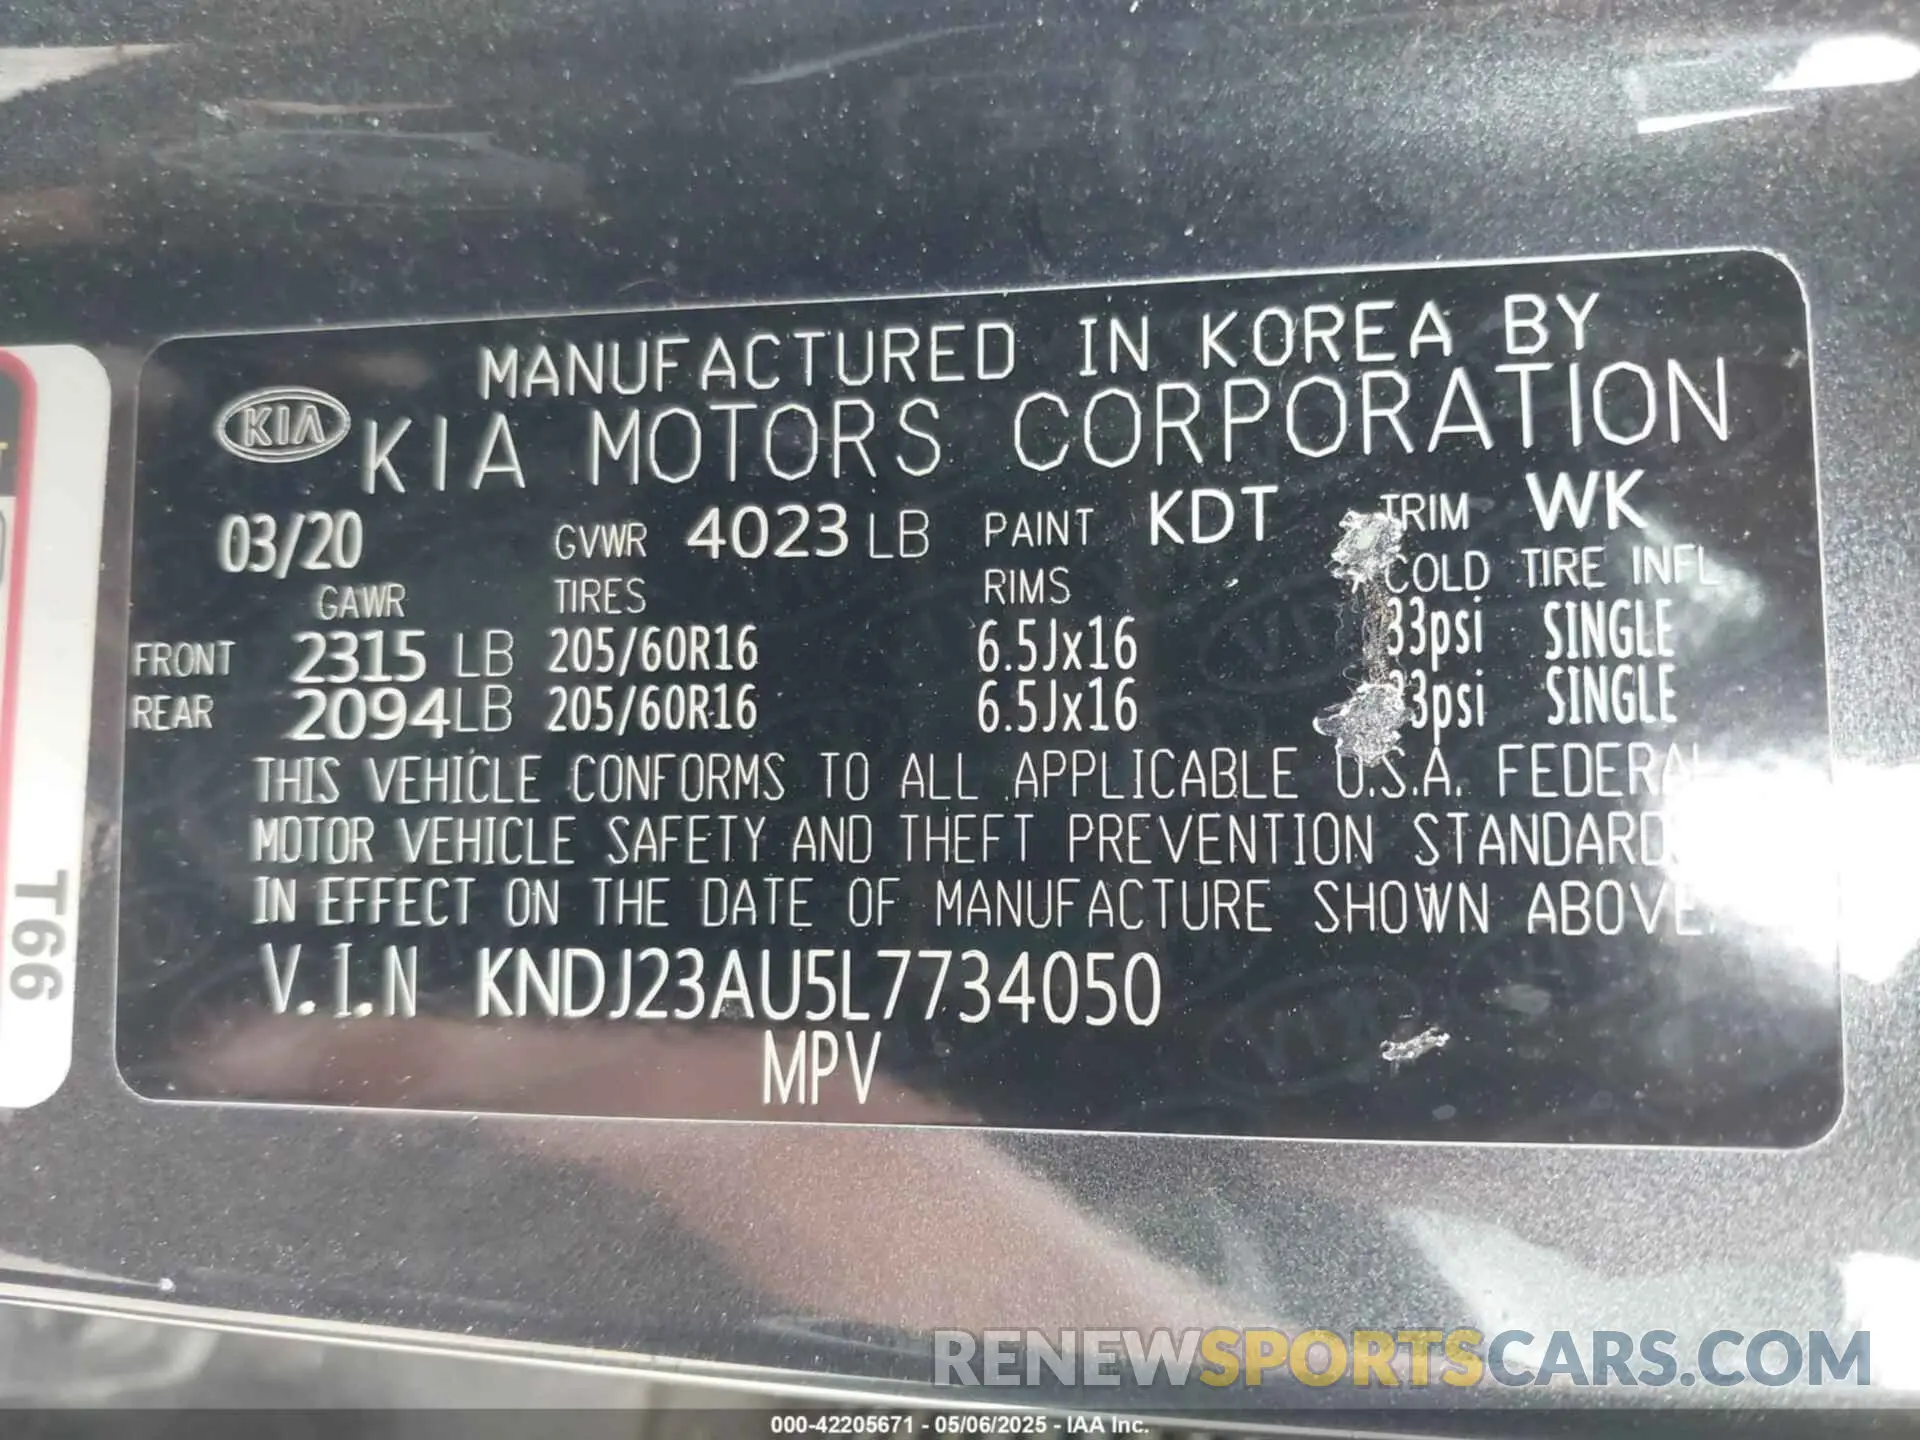 MANUFACTURED IN KOREA BY
KIA KIA MOTORS CORPORATION
03/20 GVWR 4023 LB PAINT KDT TRIM WK
GAWR TIRES RIMS COLD TIRE INFL
FRONT 2315 LB 205/60R16 6.5Jx16 33psi SINGLE
REAR 2094 LB 205/60R16 6.5Jx16 33psi SINGLE
THIS VEHICLE CONFORMS TO ALL APPLICABLE U.S.A. FEDERAL
MOTOR VEHICLE SAFETY AND THEFT PREVENTION STANDARDS
IN EFFECT ON THE DATE OF MANUFACTURE SHOWN ABOVE.
V.I.N KNDJ23AU5L7734050
MPV
T66
RENEWSPORTSCARS.COM
000-42205671 - 05/06/2025 - IAA Inc.